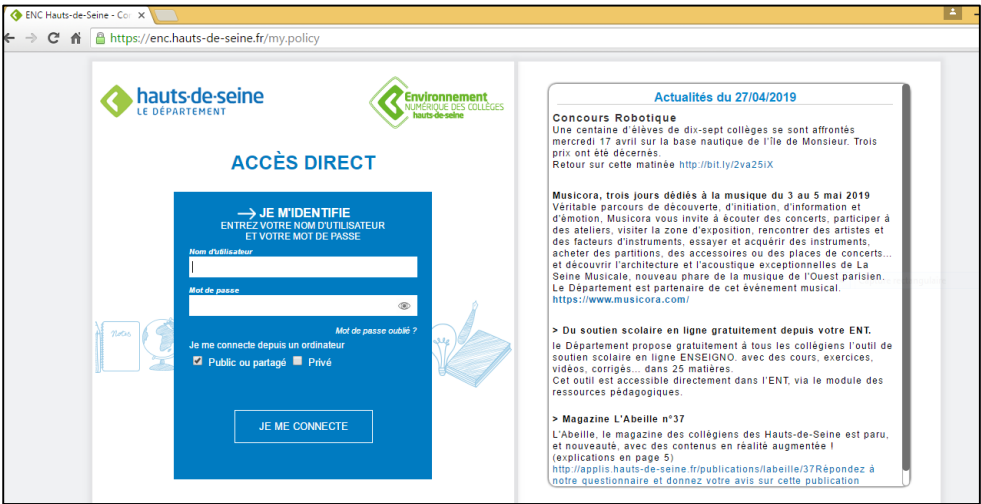 ENC Hauts-de-Seine - Co
https://enc.hauts-de-seine.fr/my.policy
hauts-de-seine
LE DÉPARTEMENT
Environnement
NUMÉRIQUE DES COLLÈGES
hauts-de-seine
ACCÈS DIRECT
JE M'IDENTIFIE
ENTREZ VOTRE NOM D'UTILISATEUR
ET VOTRE MOT DE PASSE
Nom d'utilisateur
Mot de passe
Notes
Mot de passe oublié ?
Je me connecte depuis un ordinateur
Public ou partagé Privé
JE ME CONNECTE
Actualités du 27/04/2019
Concours Robotique
Une centaine d'élèves de dix-sept collèges se sont affrontés
mercredi 17 avril sur la base nautique de l'île de Monsieur. Trois
prix ont été décernés.
Retour sur cette matinée http://bit.ly/2va25iX
Musicora, trois jours dédiés à la musique du 3 au 5 mai 2019
Véritable parcours de découverte, d'initiation, d'information et
d'émotion, Musicora vous invite à écouter des concerts, participer à
des ateliers, visiter la zone d'exposition, rencontrer des artistes et
des facteurs d'instruments, essayer et acquérir des instruments,
acheter des partitions, des accessoires ou des places de concerts...
et découvrir l'architecture et l'acoustique exceptionnelles de La
Seine Musicale, nouveau phare de la musique de l'Ouest parisien.
Le Département est partenaire de cet évènement musical.
https://www.musicora.com/
> Du soutien scolaire en ligne gratuitement depuis votre ENT.
le Département propose gratuitement à tous les collègiens l'outil de
soutien scolaire en ligne ENSEIGNO. avec des cours, exercices,
vidéos, corrigés... dans 25 matières.
Cet outil est accessible directement dans l'ENT, via le module des
ressources pédagogiques.
> Magazine L'Abeille n°37
L'Abeille, le magazine des collégiens des Hauts-de-Seine est paru,
et nouveauté, avec des contenus en réalité augmentée !
(explications en page 5)
http://applis.hauts-de-seine.fr/publications/labeille/37Répondez à
notre questionnaire et donnez votre avis sur cette publication